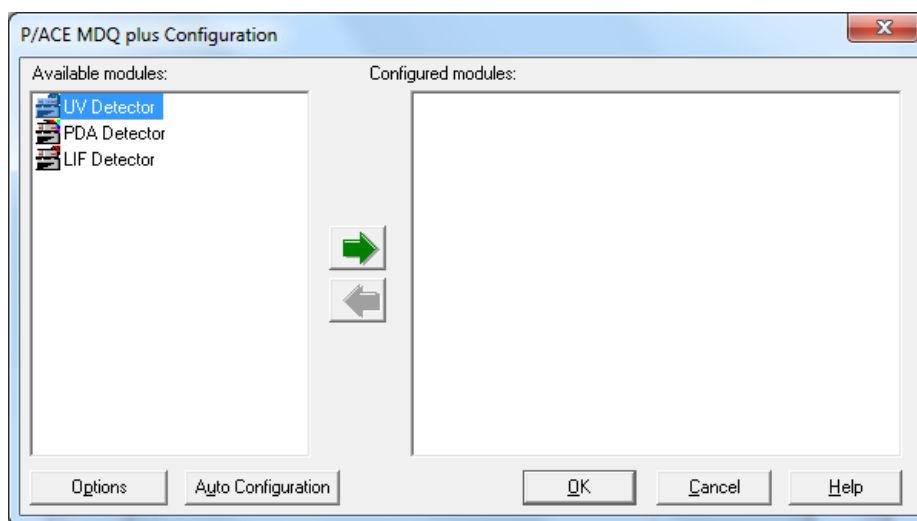 P/ACE MDQ plus Configuration
Available modules:
Configured modules:
UV Detector
PDA Detector
LIF Detector
Options
Auto Configuration
OK
Cancel
Help